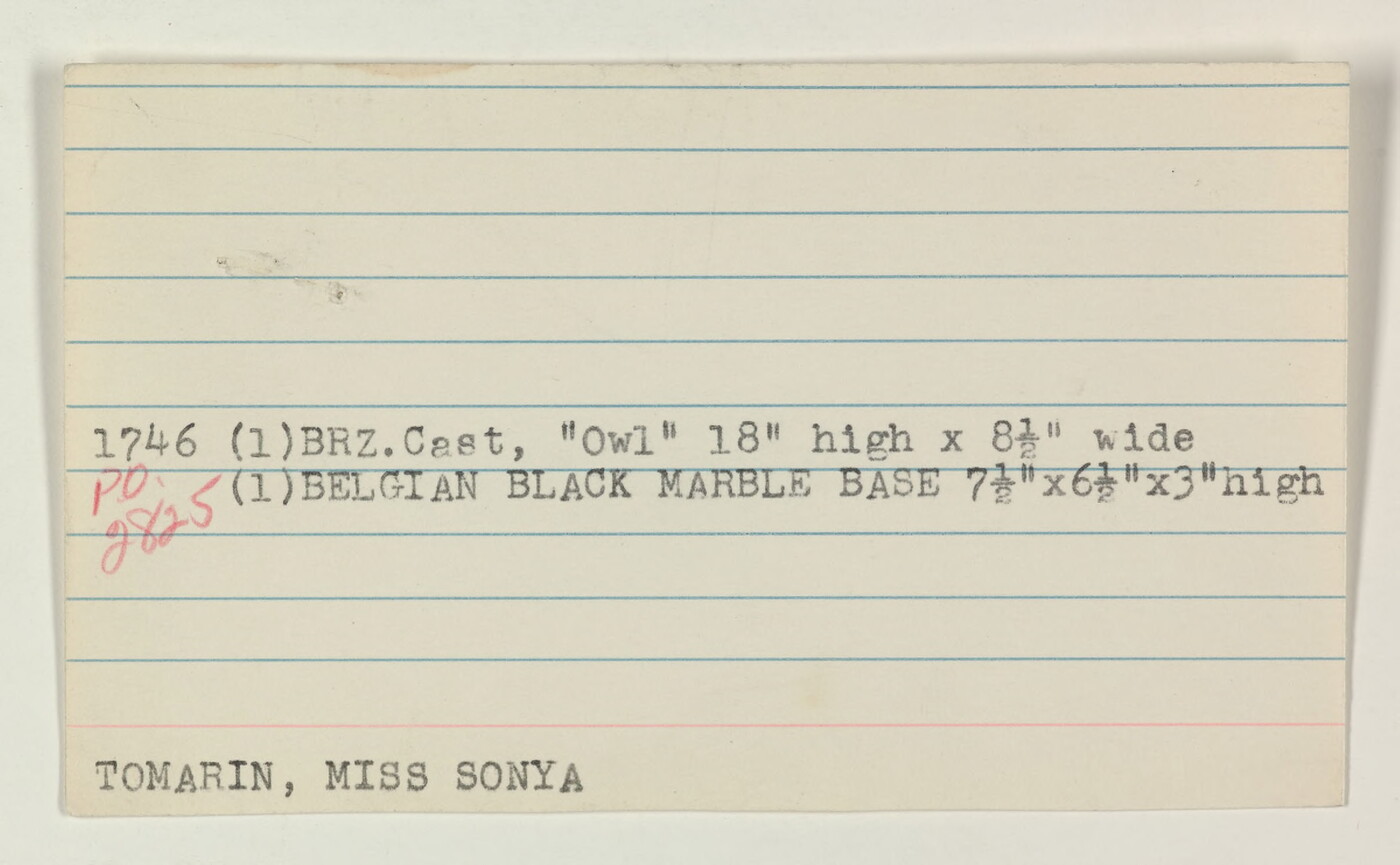 1746 (1)BRZ.Cast, "Owl" 18" high x 8½" wide
(1)BELGIAN BLACK MARBLE BASE 7½"x6½"x3"high
PO.
2825
TOMARIN, MISS SONYA